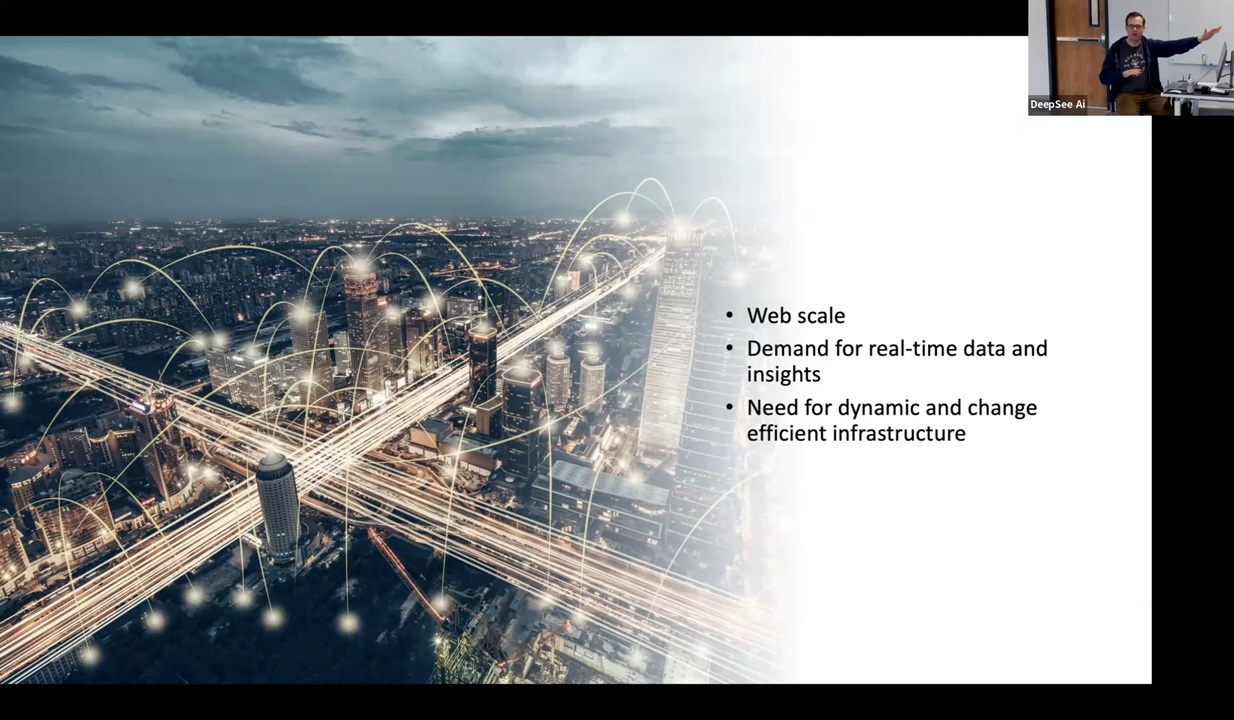 DeepSee Ai
• Web scale
• Demand for real-time data and
insights
• Need for dynamic and change
efficient infrastructure